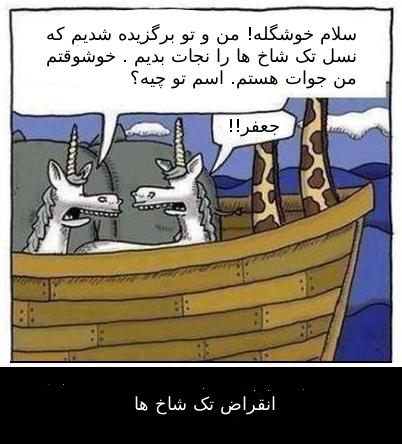 سلام خوشگله! من و تو برگزیده شدیم که
نسل تک شاخ ها را نجات بدیم . خوشوقتم
من جوات هستم. اسم تو چیه؟
جعفر!!
انقراض تک شاخ ها